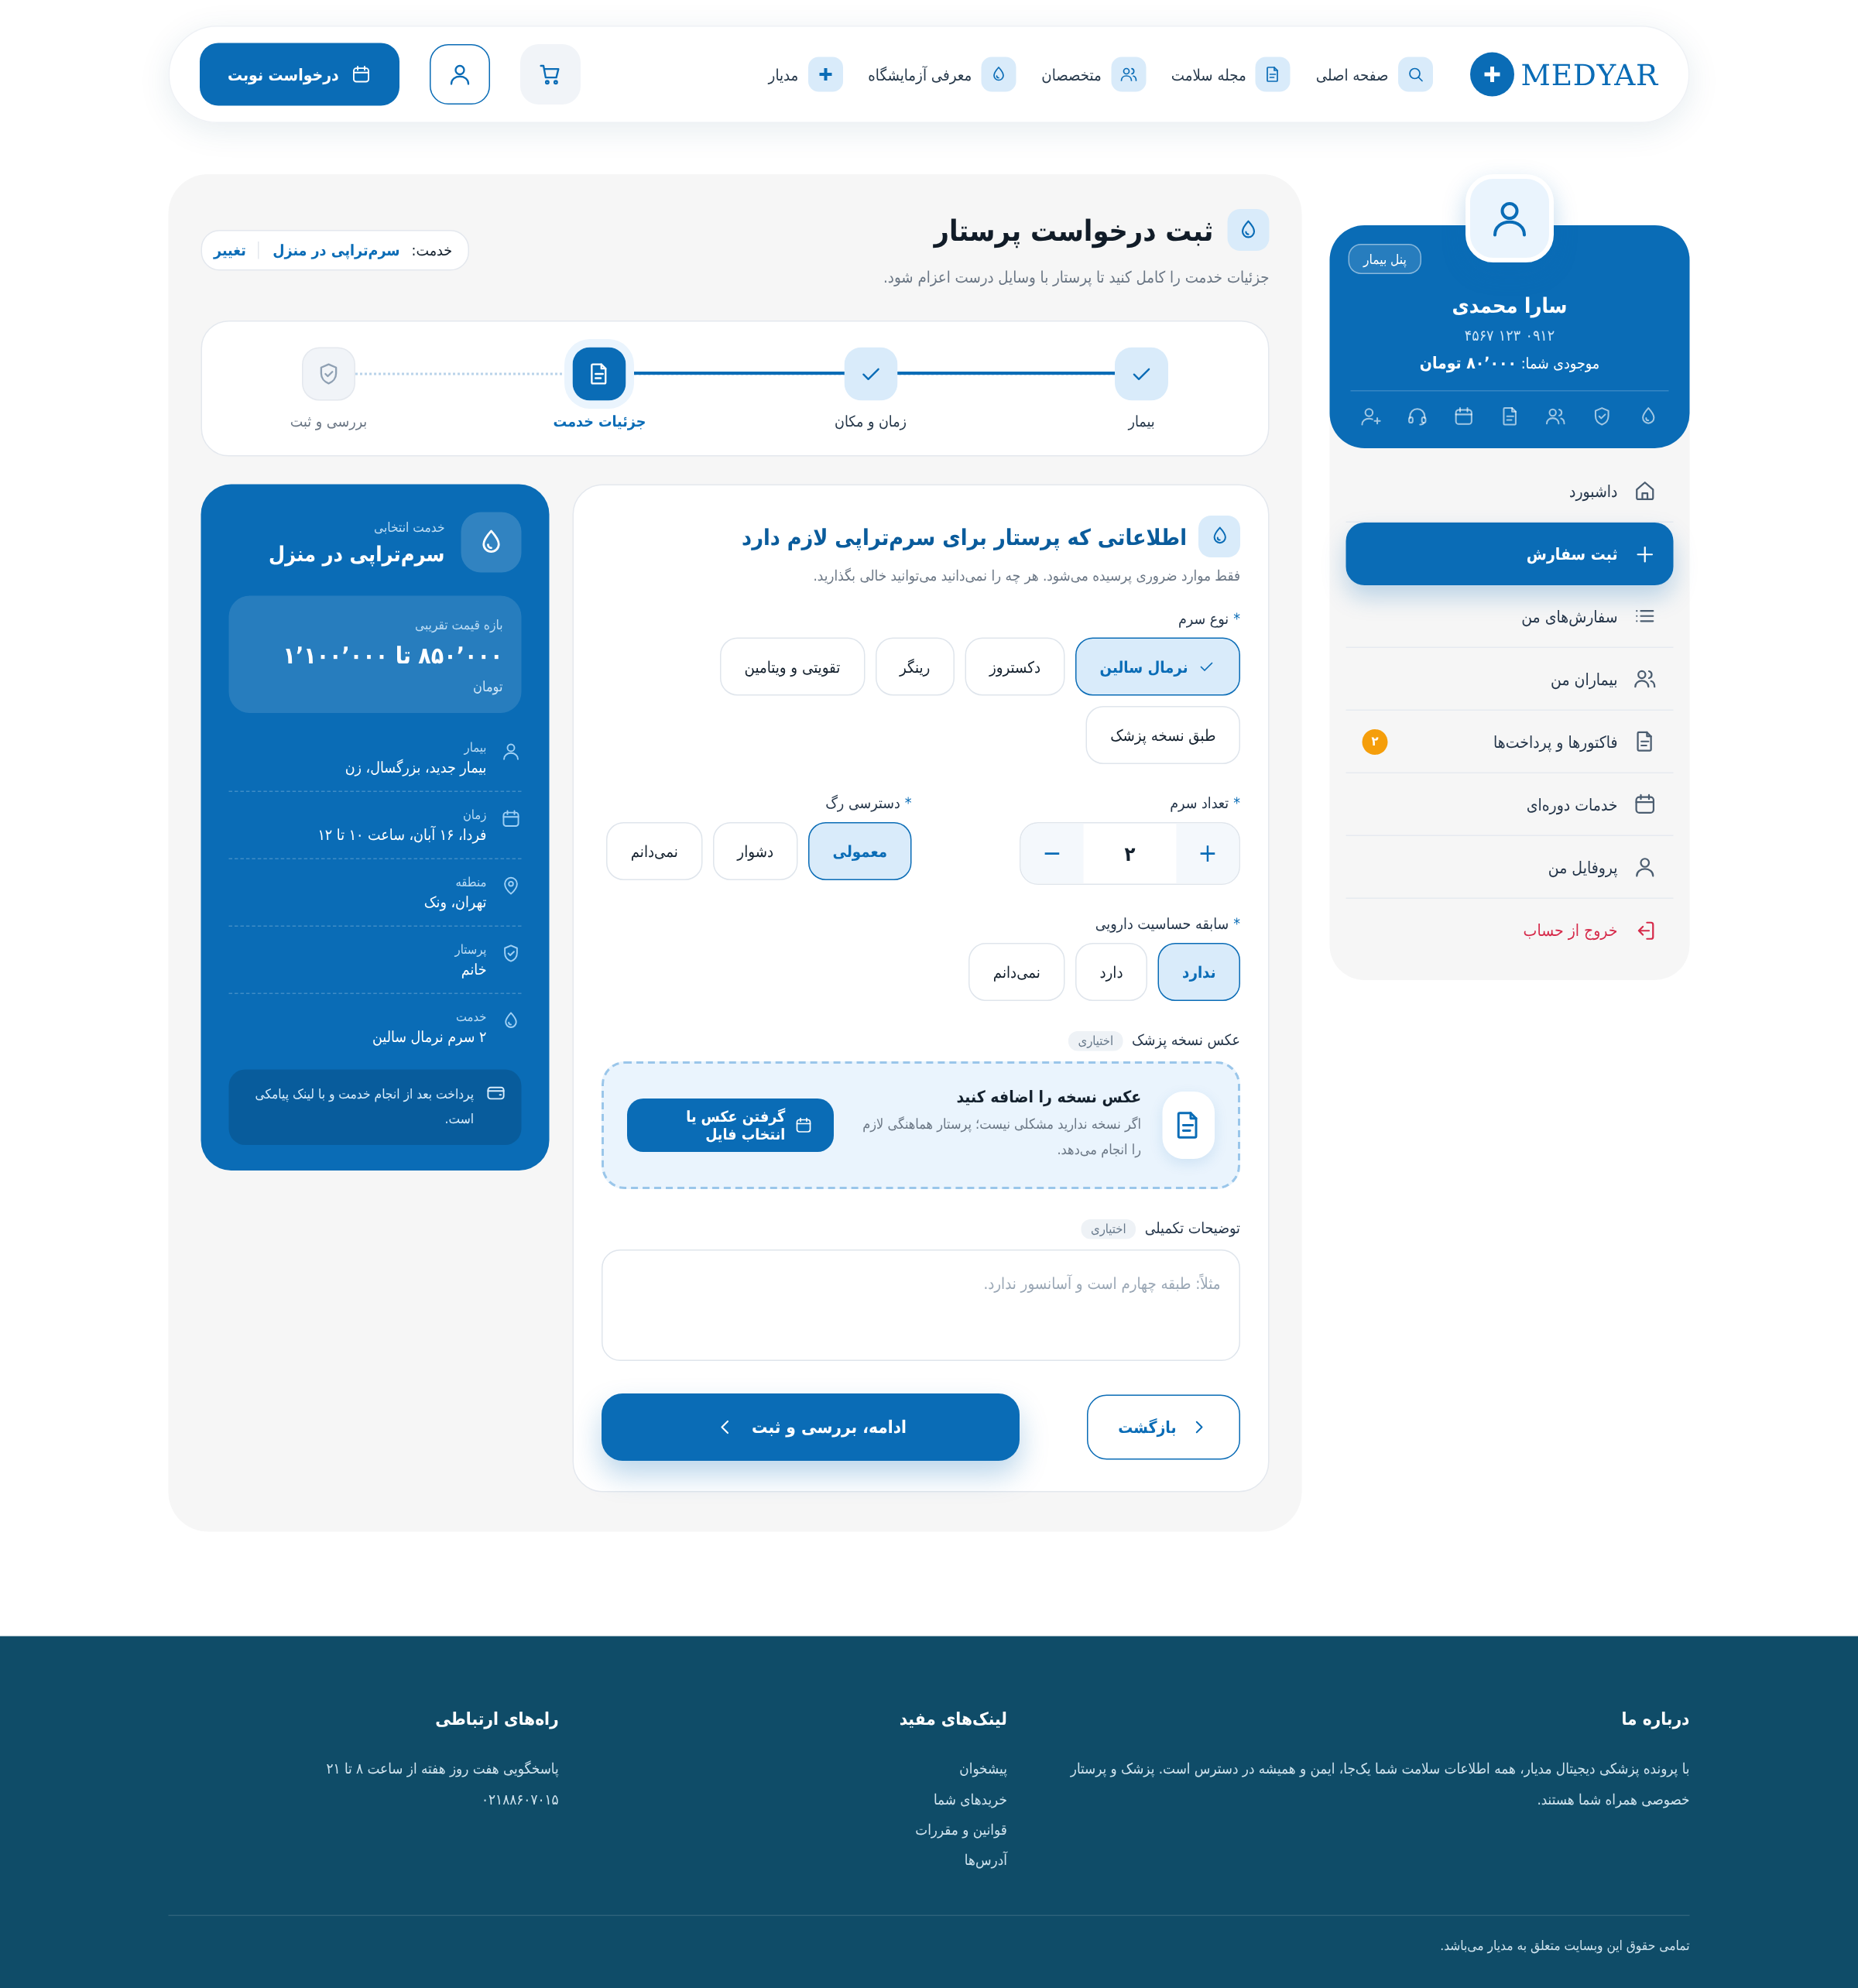 MEDYAR
صفحه اصلی
مجله سلامت
متخصصان
معرفی آزمایشگاه
مدیار
درخواست نوبت
پنل بیمار
سارا محمدی
۰۹۱۲ ۱۲۳ ۴۵۶۷
موجودی شما: ۸۰٬۰۰۰ تومان
داشبورد
ثبت سفارش
سفارش‌های من
بیماران من
فاکتورها و پرداخت‌ها
۲
خدمات دوره‌ای
پروفایل من
خروج از حساب
ثبت درخواست پرستار
جزئیات خدمت را کامل کنید تا پرستار با وسایل درست اعزام شود.
خدمت: سرم‌تراپی در منزل
تغییر
بیمار
زمان و مکان
جزئیات خدمت
بررسی و ثبت
اطلاعاتی که پرستار برای سرم‌تراپی لازم دارد
فقط موارد ضروری پرسیده می‌شود. هر چه را نمی‌دانید می‌توانید خالی بگذارید.
* نوع سرم
نرمال سالین
دکستروز
رینگر
تقویتی و ویتامین
طبق نسخه پزشک
* تعداد سرم
+
۲
−
* دسترسی رگ
معمولی
دشوار
نمی‌دانم
* سابقه حساسیت دارویی
ندارد
دارد
نمی‌دانم
عکس نسخه پزشک
اختیاری
عکس نسخه را اضافه کنید
اگر نسخه ندارید مشکلی نیست؛ پرستار هماهنگی لازم
را انجام می‌دهد.
گرفتن عکس یا
انتخاب فایل
توضیحات تکمیلی
اختیاری
مثلاً: طبقه چهارم است و آسانسور ندارد.
بازگشت
ادامه، بررسی و ثبت
خدمت انتخابی
سرم‌تراپی در منزل
بازه قیمت تقریبی
۸۵۰٬۰۰۰ تا ۱٬۱۰۰٬۰۰۰
تومان
بیمار
بیمار جدید، بزرگسال، زن
زمان
فردا، ۱۶ آبان، ساعت ۱۰ تا ۱۲
منطقه
تهران، ونک
پرستار
خانم
خدمت
۲ سرم نرمال سالین
پرداخت بعد از انجام خدمت و با لینک پیامکی
است.
درباره ما
با پرونده پزشکی دیجیتال مدیار، همه اطلاعات سلامت شما یک‌جا، ایمن و همیشه در دسترس است. پزشک و پرستار
خصوصی همراه شما هستند.
لینک‌های مفید
پیشخوان
خریدهای شما
قوانین و مقررات
آدرس‌ها
راه‌های ارتباطی
پاسخگویی هفت روز هفته از ساعت ۸ تا ۲۱
۰۲۱۸۸۶۰۷۰۱۵
تمامی حقوق این وبسایت متعلق به مدیار می‌باشد.